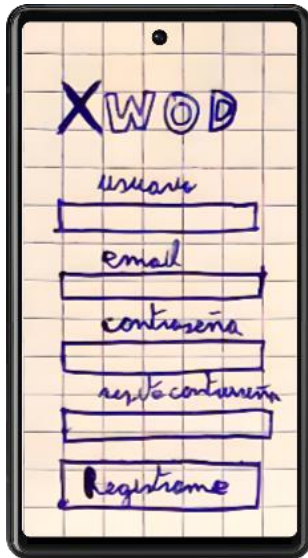 XWOD
usuario
email
contraseña
repite contraseña
Registrame